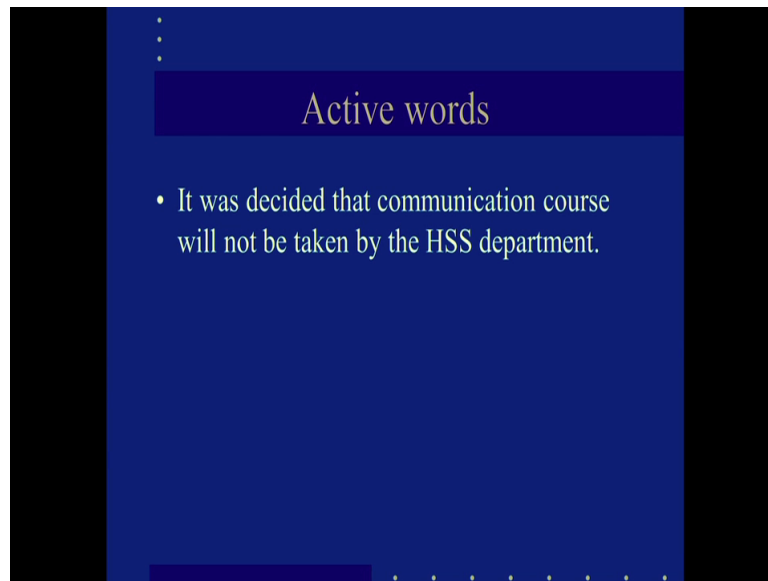 Active words
• It was decided that communication course
will not be taken by the HSS department.